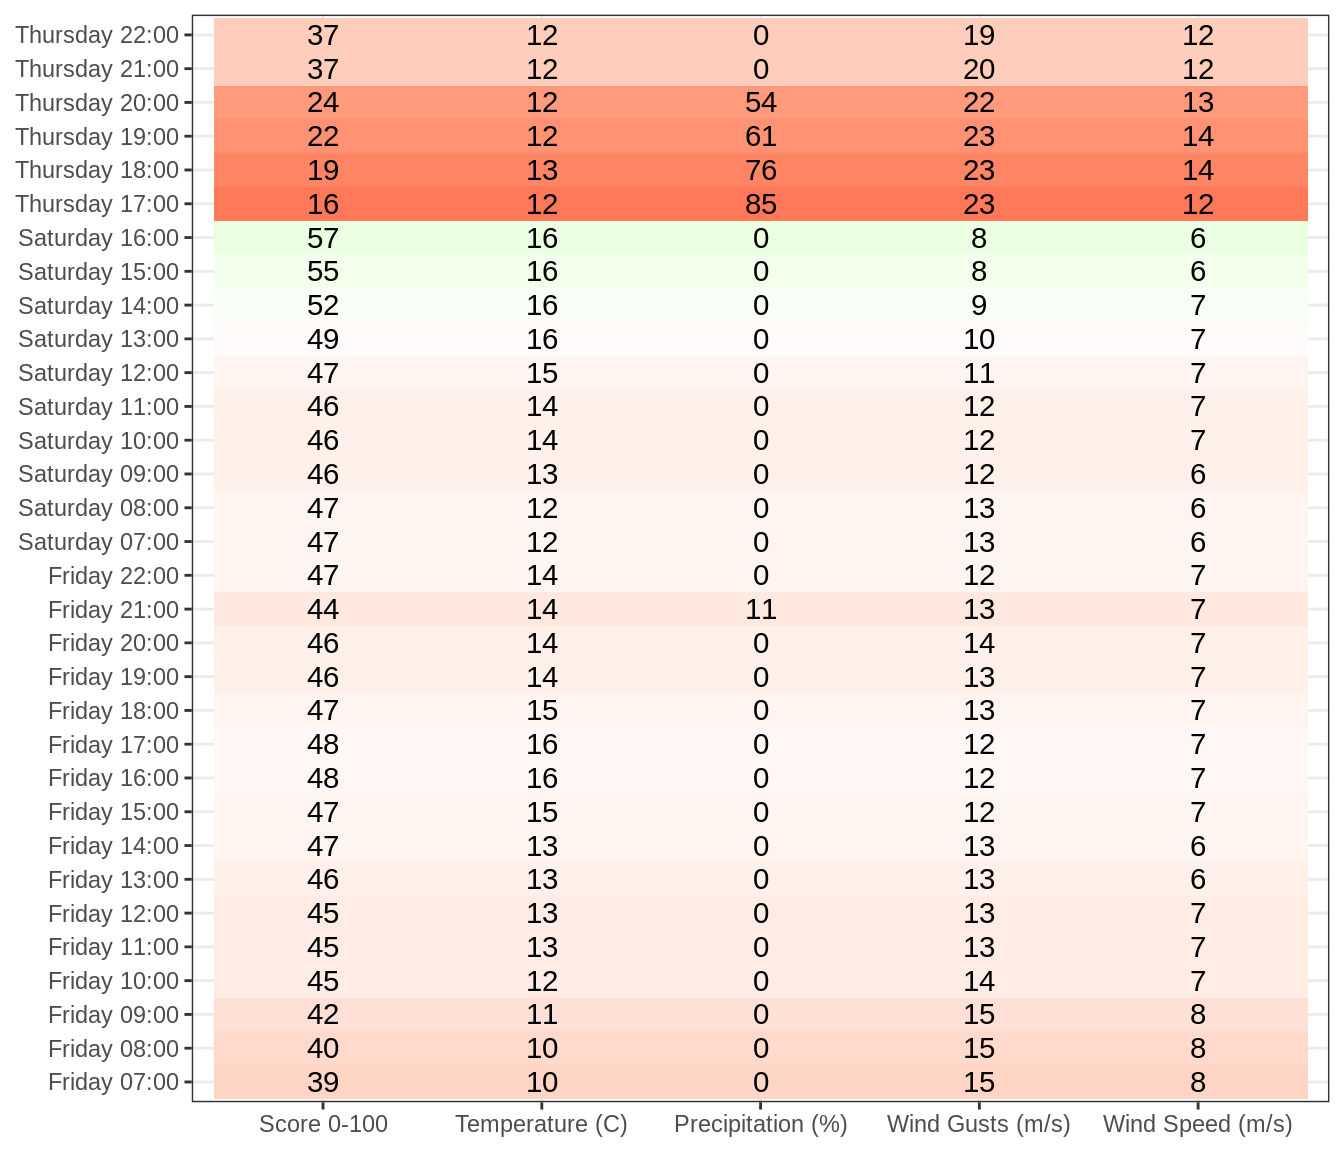 Thursday 22:00 37 12 0 19 12
Thursday 21:00 37 12 0 20 12
Thursday 20:00 24 12 54 22 13
Thursday 19:00 22 12 61 23 14
Thursday 18:00 19 13 76 23 14
Thursday 17:00 16 12 85 23 12
Saturday 16:00 57 16 0 8 6
Saturday 15:00 55 16 0 8 6
Saturday 14:00 52 16 0 9 7
Saturday 13:00 49 16 0 10 7
Saturday 12:00 47 15 0 11 7
Saturday 11:00 46 14 0 12 7
Saturday 10:00 46 14 0 12 7
Saturday 09:00 46 13 0 12 6
Saturday 08:00 47 12 0 13 6
Saturday 07:00 47 12 0 13 6
Friday 22:00 47 14 0 12 7
Friday 21:00 44 14 11 13 7
Friday 20:00 46 14 0 14 7
Friday 19:00 46 14 0 13 7
Friday 18:00 47 15 0 13 7
Friday 17:00 48 16 0 12 7
Friday 16:00 48 16 0 12 7
Friday 15:00 47 15 0 12 7
Friday 14:00 47 13 0 13 6
Friday 13:00 46 13 0 13 6
Friday 12:00 45 13 0 13 7
Friday 11:00 45 13 0 13 7
Friday 10:00 45 12 0 14 7
Friday 09:00 42 11 0 15 8
Friday 08:00 40 10 0 15 8
Friday 07:00 39 10 0 15 8
Score 0-100 Temperature (C) Precipitation (%) Wind Gusts (m/s) Wind Speed (m/s)